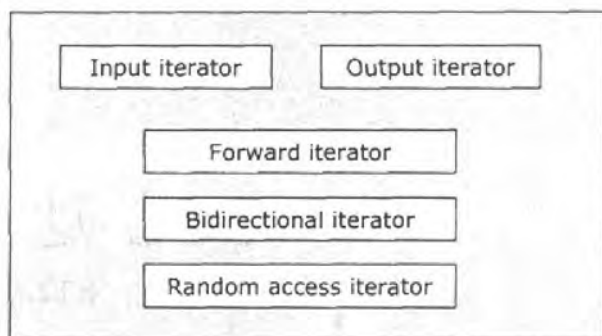 Input iterator
Output iterator
Forward iterator
Bidirectional iterator
Random access iterator